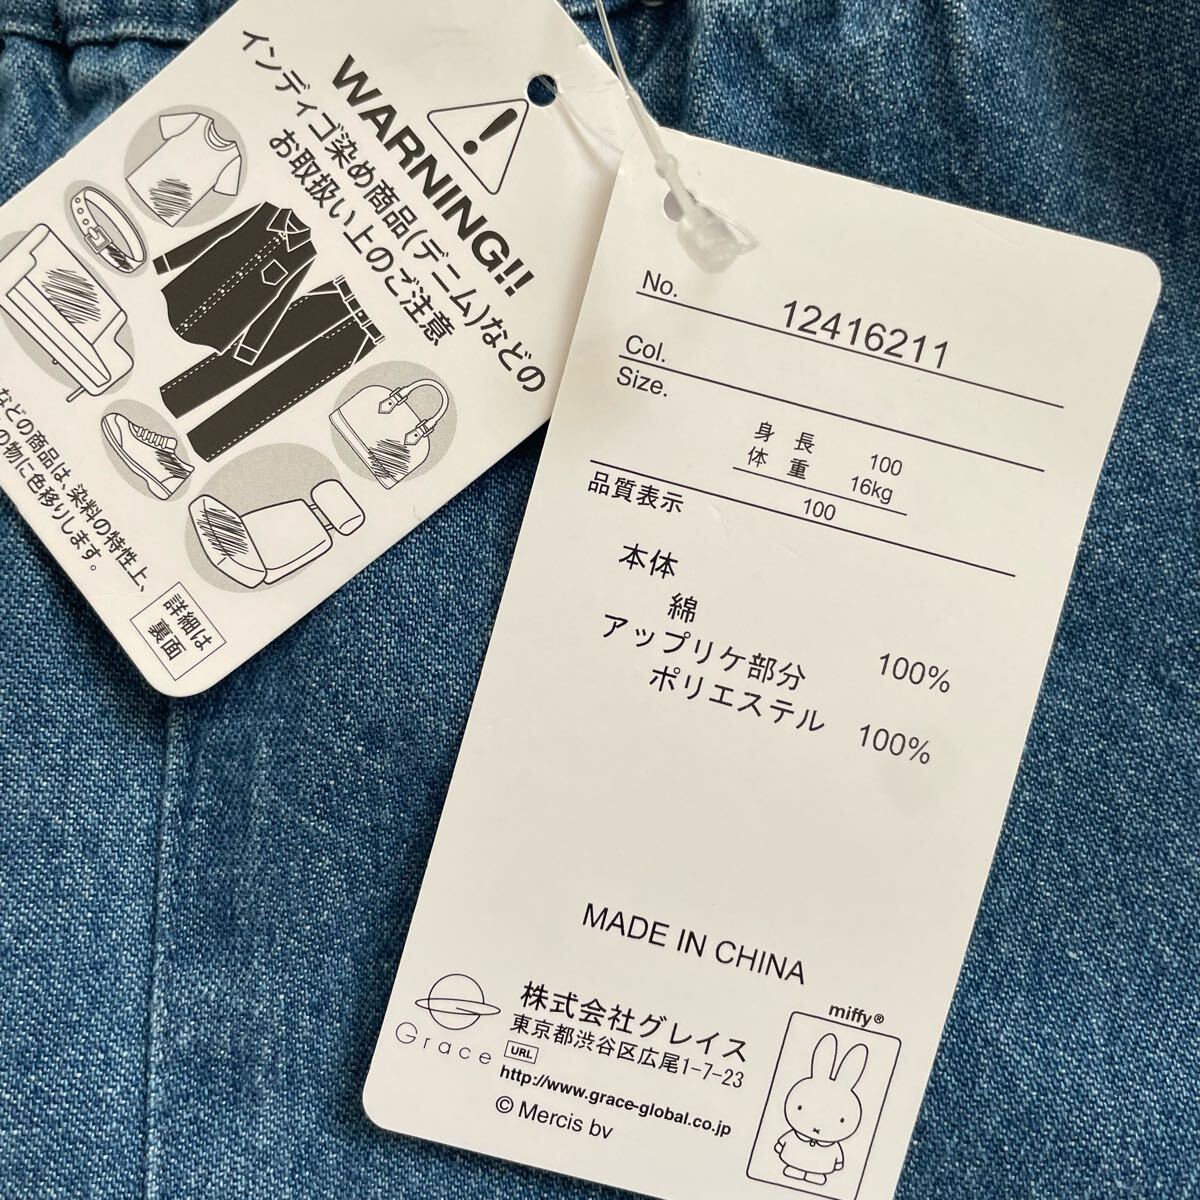 WARNING!!
インディゴ染め商品(デニム)などの
お取扱い上のご注意
などの商品は、染料の特性上、
の物に色移りします。
詳細は
裏面
No. 12416211
Col.
Size.
身長 100
体重 16kg
100
品質表示
本体
綿 100%
アップリケ部分
ポリエステル 100%
MADE IN CHINA
Grace
株式会社グレイス
東京都渋谷区広尾1-7-23
URL
http://www.grace-global.co.jp
© Mercis bv
miffy®